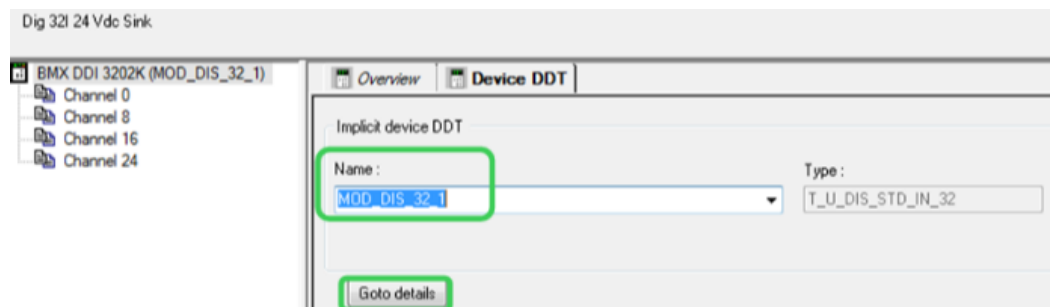 Dig 32I 24 Vdc Sink
BMX DDI 3202K (MOD_DIS_32_1)
Channel 0
Channel 8
Channel 16
Channel 24
Overview
Device DDT
Implicit device DDT
Name :
Type :
MOD_DIS_32_1
T_U_DIS_STD_IN_32
Goto details